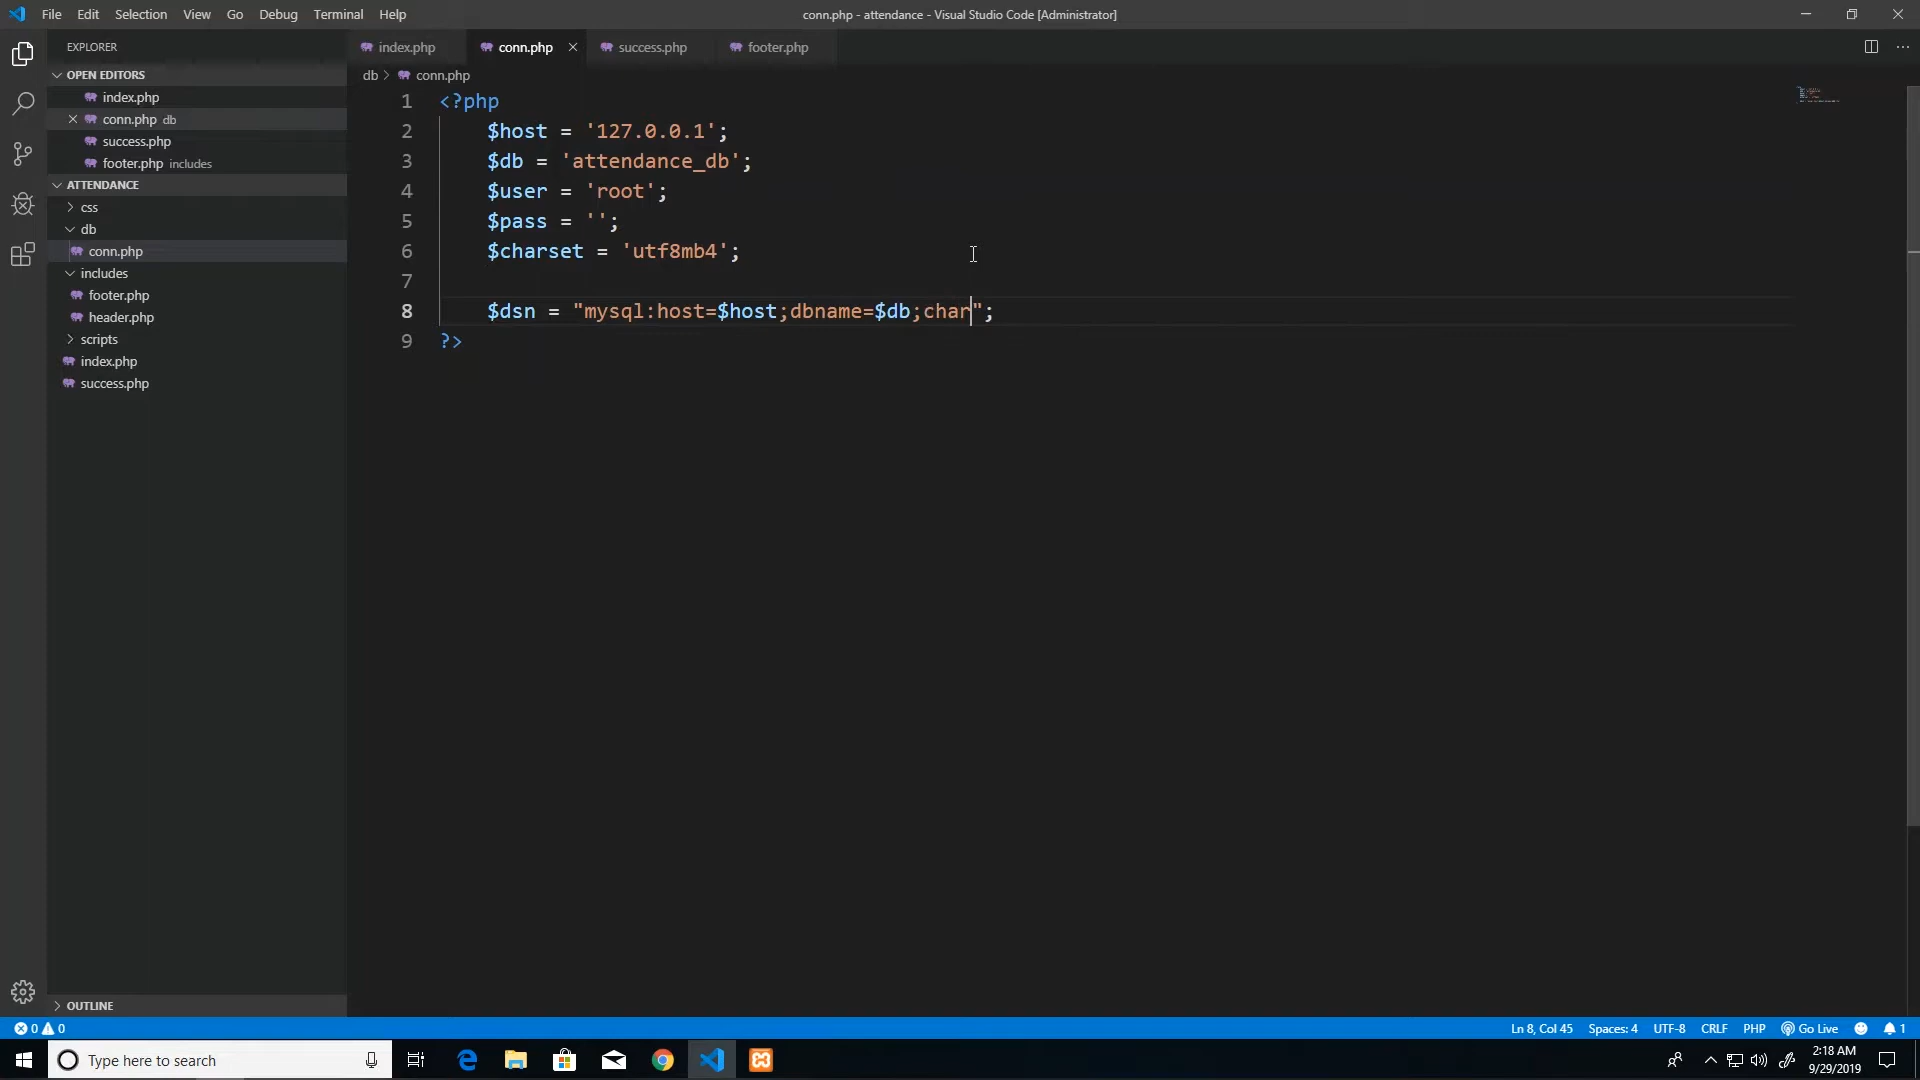 File Edit Selection View Go Debug Terminal Help
conn.php - attendance - Visual Studio Code [Administrator]
EXPLORER
OPEN EDITORS
index.php
conn.php db
success.php
footer.php includes
ATTENDANCE
css
db
conn.php
includes
footer.php
header.php
scripts
index.php
success.php
OUTLINE
index.php conn.php success.php footer.php
db > conn.php
1 <?php
2 $host = '127.0.0.1';
3 $db = 'attendance_db';
4 $user = 'root';
5 $pass = '';
6 $charset = 'utf8mb4';
7
8 $dsn = "mysql:host=$host;dbname=$db;char";
9 ?>
0 0 Ln 8, Col 45 Spaces: 4 UTF-8 CRLF PHP Go Live 1
Type here to search
2:18 AM
9/29/2019